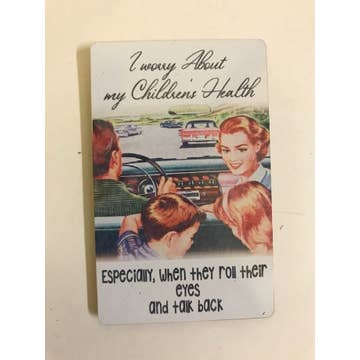 I worry About
my Children's Health
Especially, when they roll their
eyes
and talk back